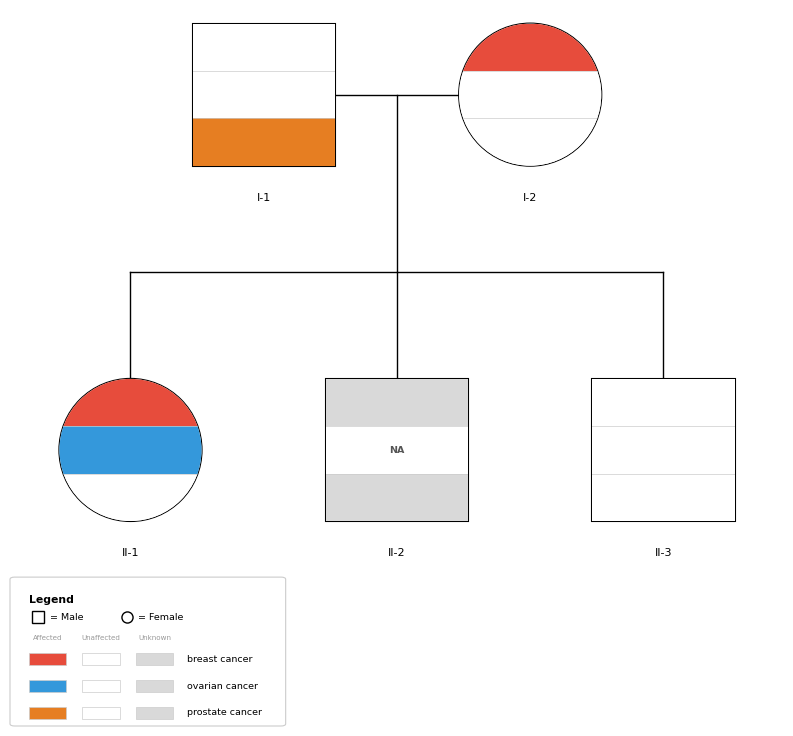 I-1
I-2
NA
II-1
II-2
II-3
Legend
= Male
= Female
Affected Unaffected Unknown
breast cancer
ovarian cancer
prostate cancer